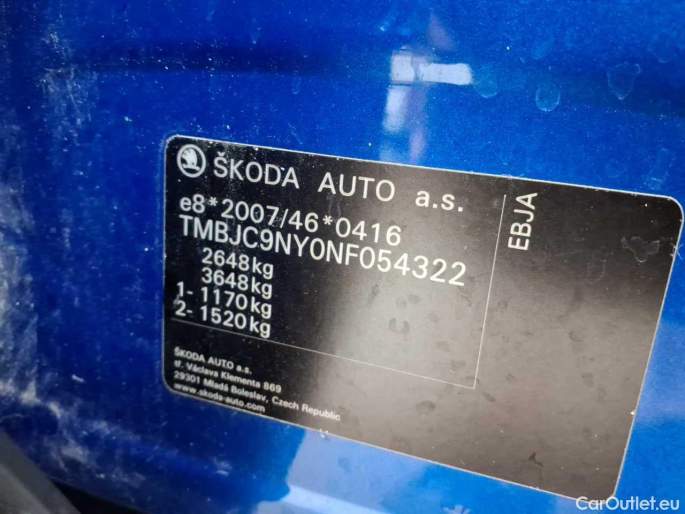 ŠKODA AUTO a.s.
e8*2007/46*0416
TMBJC9NY0NF054322
2648kg
3648kg
1- 1170kg
2- 1520kg
EBJA
ŠKODA AUTO a.s.
tř. Václava Klementa 869
29301 Mladá Boleslav, Czech Republic
www.skoda-auto.com
CarOutlet.eu